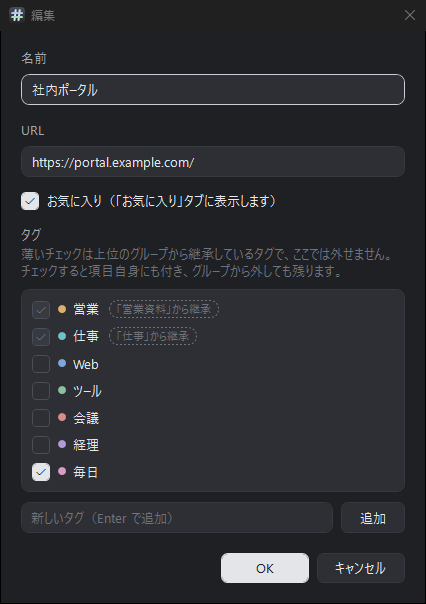 編集
名前
社内ポータル
URL
https://portal.example.com/
お気に入り（「お気に入り」タブに表示します）
タグ
薄いチェックは上位のグループから継承しているタグで、ここでは外せません。
チェックすると項目自身にも付き、グループから外しても残ります。
営業 「営業資料」から継承
仕事 「仕事」から継承
Web
ツール
会議
経理
毎日
新しいタグ（Enter で追加） 追加
OK キャンセル